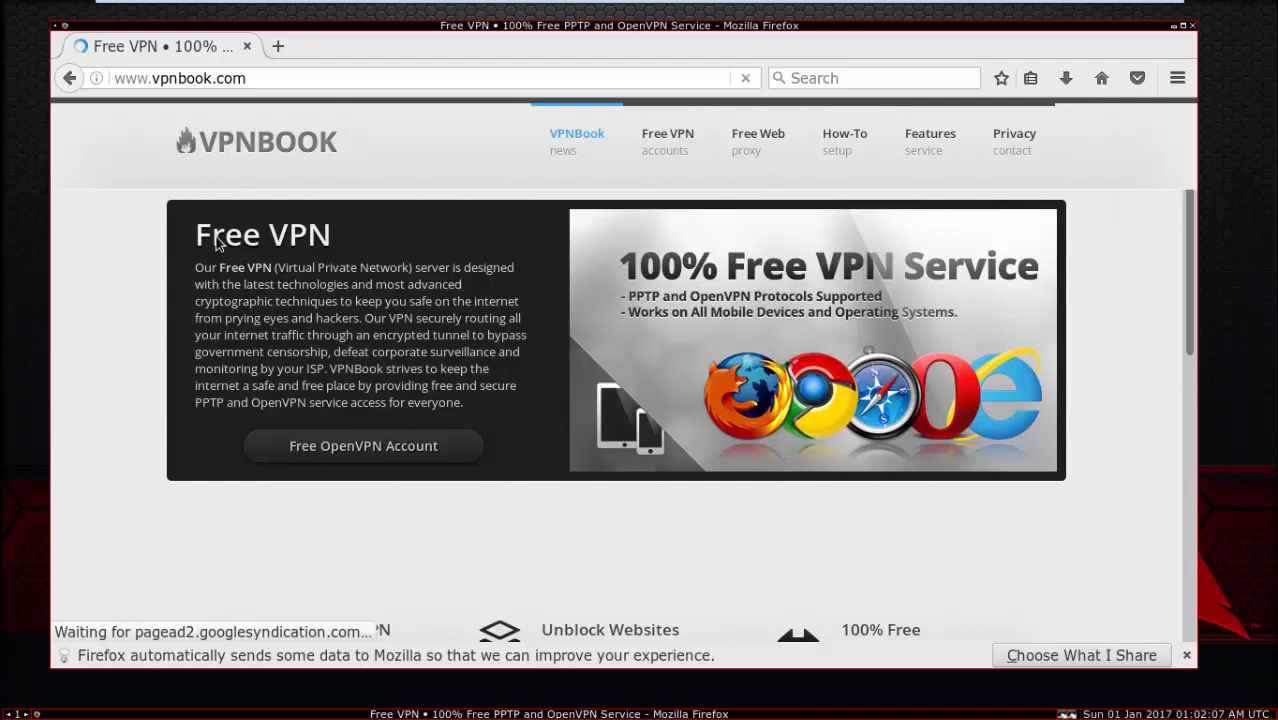 Free VPN • 100% Free PPTP and OpenVPN Service - Mozilla Firefox
Free VPN • 100% ...
www.vpnbook.com
Search
VPNBOOK
VPNBook
news
Free VPN
accounts
Free Web
proxy
How-To
setup
Features
service
Privacy
contact
Free VPN
Our Free VPN (Virtual Private Network) server is designed
with the latest technologies and most advanced
cryptographic techniques to keep you safe on the internet
from prying eyes and hackers. Our VPN securely routing all
your internet traffic through an encrypted tunnel to bypass
government censorship, defeat corporate surveillance and
monitoring by your ISP. VPNBook strives to keep the
internet a safe and free place by providing free and secure
PPTP and OpenVPN service access for everyone.
Free OpenVPN Account
100% Free VPN Service
- PPTP and OpenVPN Protocols Supported
- Works on All Mobile Devices and Operating Systems.
Unblock Websites
100% Free
Waiting for pagead2.googlesyndication.com...
Firefox automatically sends some data to Mozilla so that we can improve your experience.
Choose What I Share
1
Free VPN • 100% Free PPTP and OpenVPN Service - Mozilla Firefox
Sun 01 Jan 2017 01:02:07 AM UTC